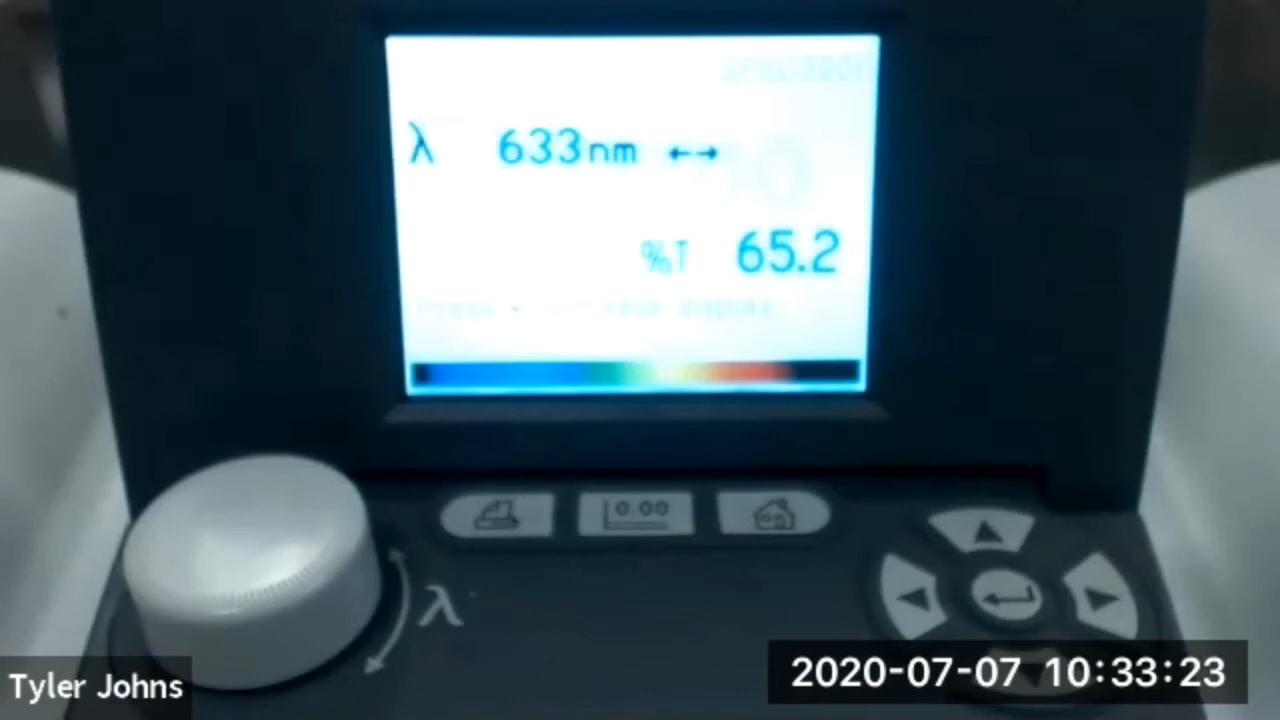 λ 633nm ←→
%T 65.2
0.00
λ
Tyler Johns
2020-07-07 10:33:23